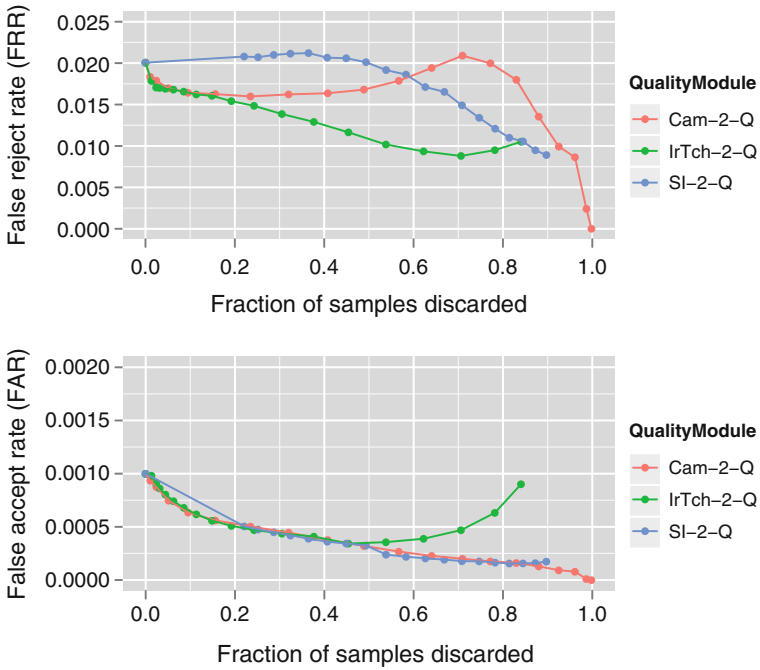 0.025
0.020
0.015
0.010
0.005
0.000
False reject rate (FRR)
0.0 0.2 0.4 0.6 0.8 1.0
Fraction of samples discarded
QualityModule
Cam−2−Q
IrTch−2−Q
SI−2−Q
0.0020
0.0015
0.0010
0.0005
0.0000
False accept rate (FAR)
0.0 0.2 0.4 0.6 0.8 1.0
Fraction of samples discarded
QualityModule
Cam−2−Q
IrTch−2−Q
SI−2−Q